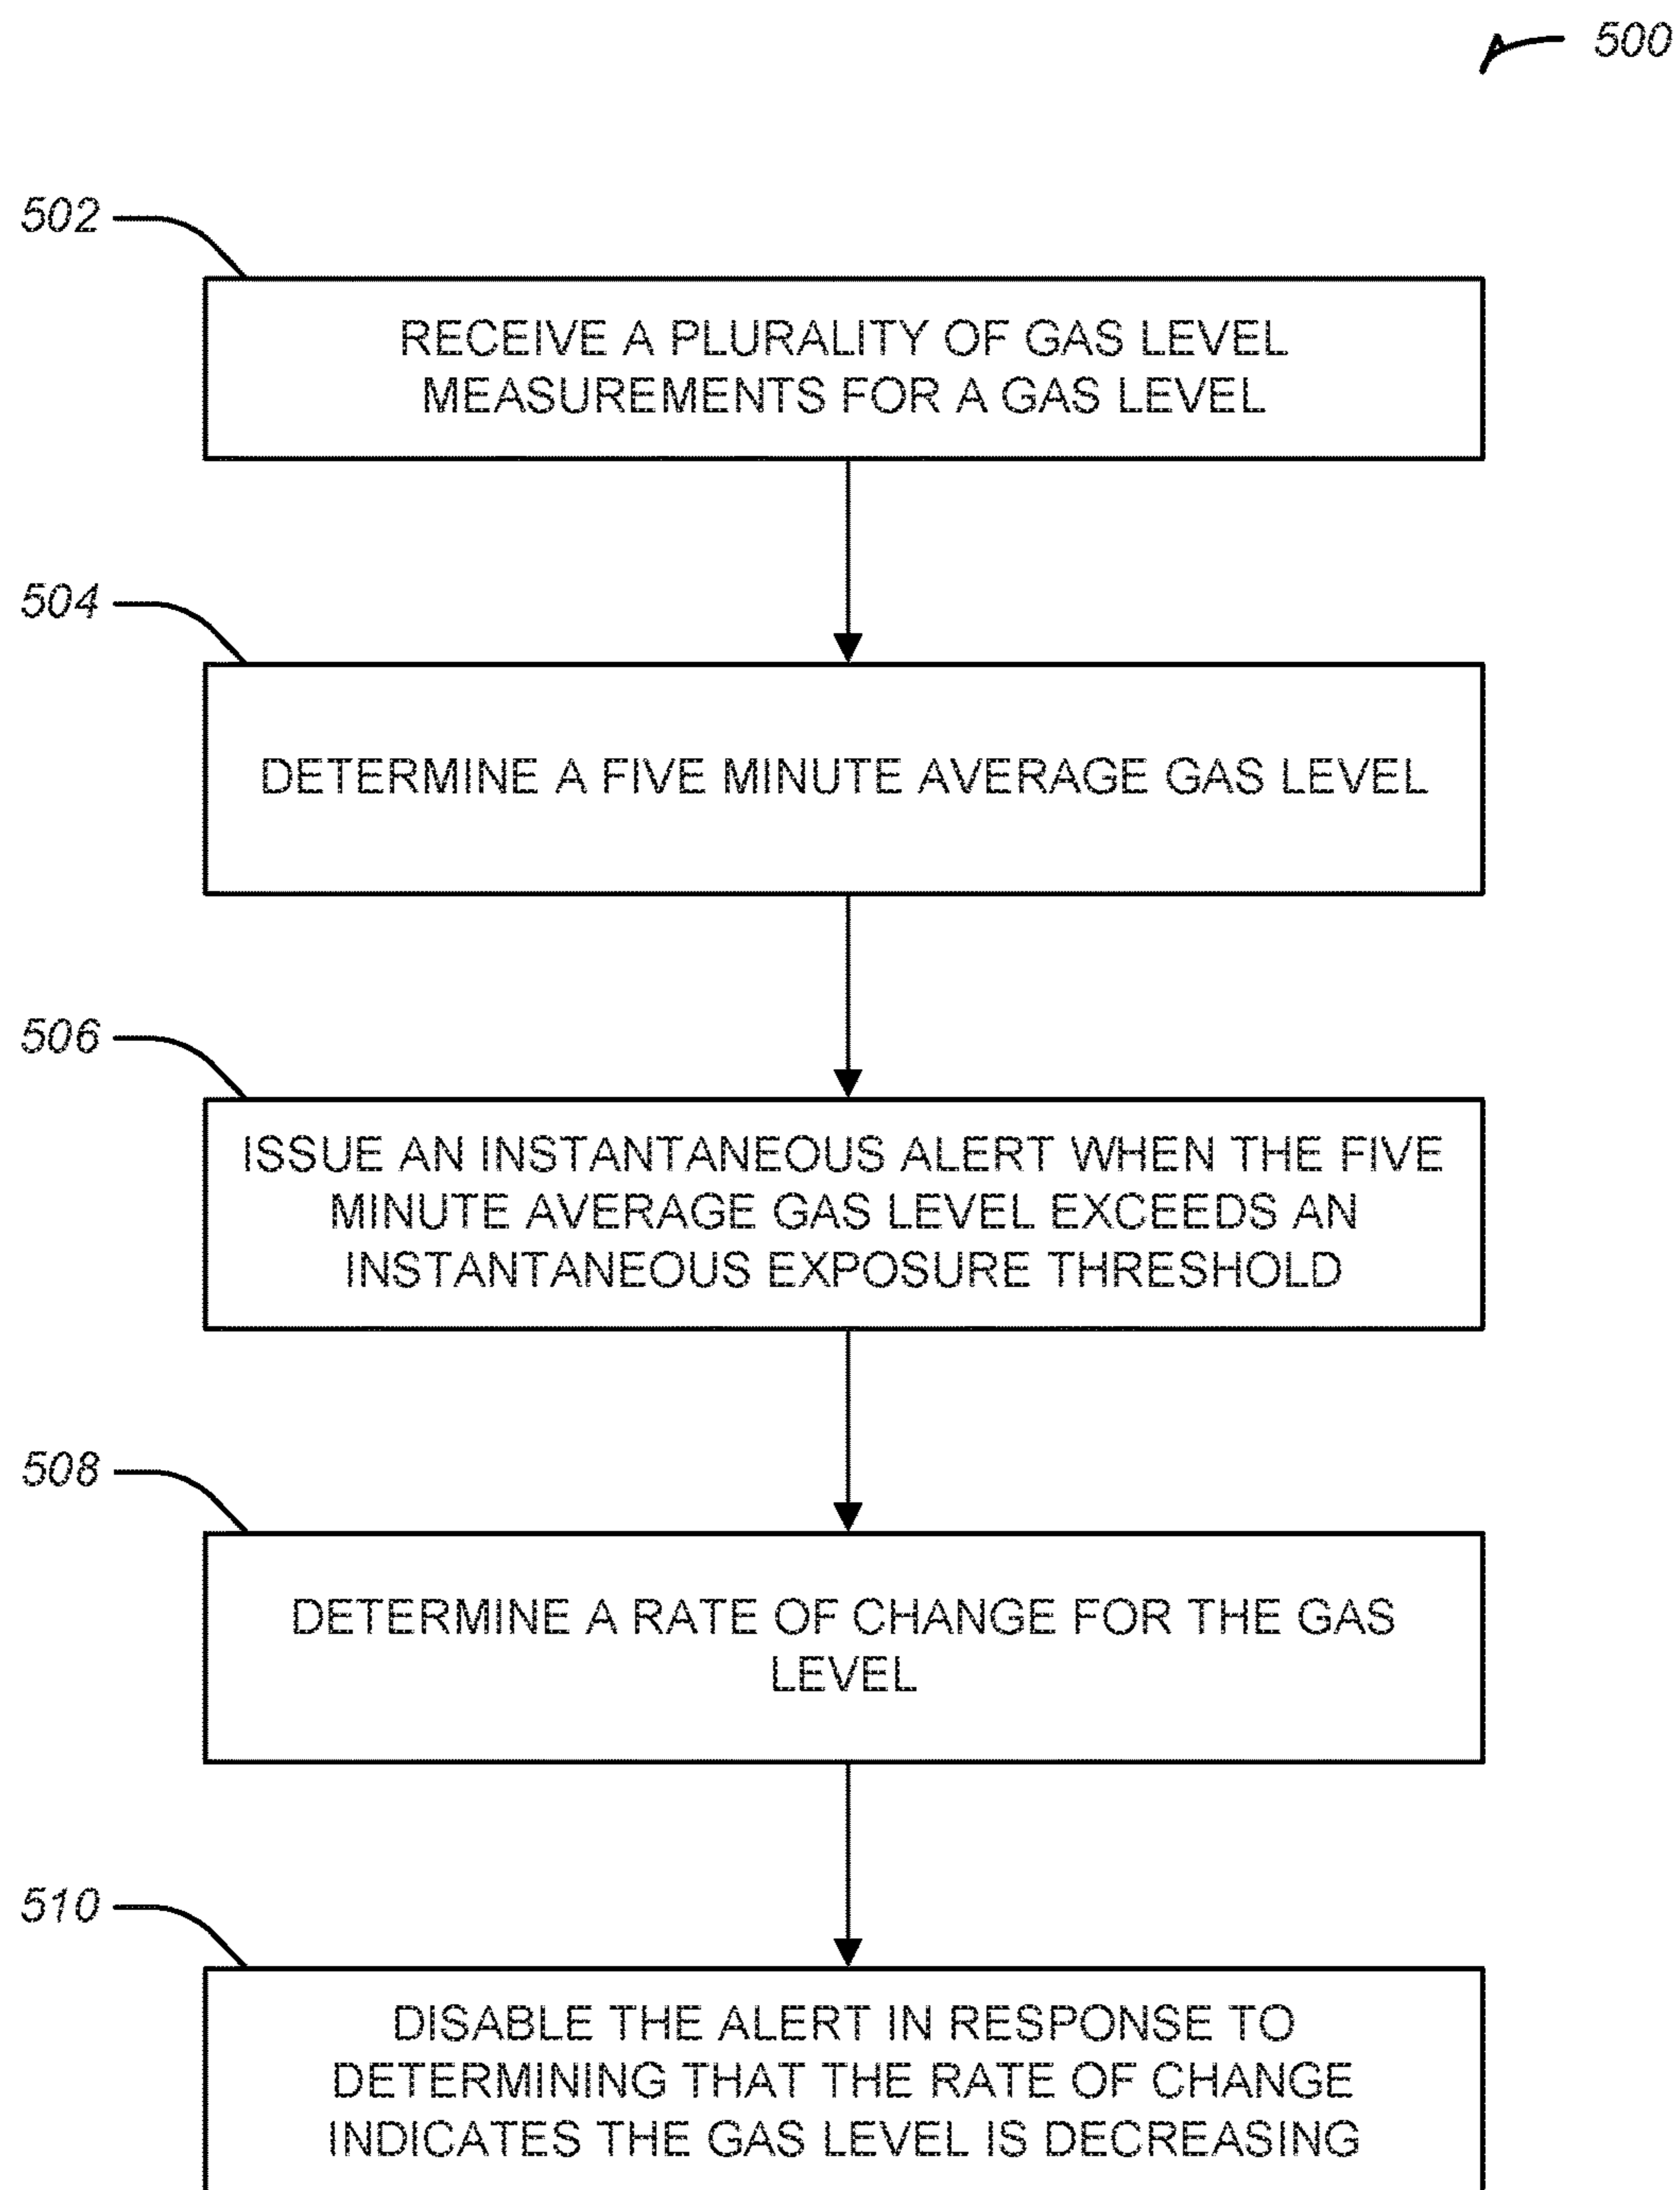 500
502
RECEIVE A PLURALITY OF GAS LEVEL
MEASUREMENTS FOR A GAS LEVEL
504
DETERMINE A FIVE MINUTE AVERAGE GAS LEVEL
506
ISSUE AN INSTANTANEOUS ALERT WHEN THE FIVE
MINUTE AVERAGE GAS LEVEL EXCEEDS AN
INSTANTANEOUS EXPOSURE THRESHOLD
508
DETERMINE A RATE OF CHANGE FOR THE GAS
LEVEL
510
DISABLE THE ALERT IN RESPONSE TO
DETERMINING THAT THE RATE OF CHANGE
INDICATES THE GAS LEVEL IS DECREASING